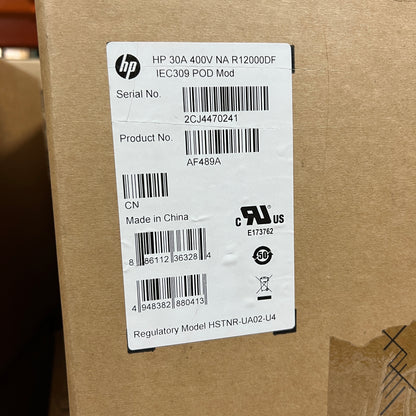 hp
HP 30A 400V NA R12000DF
IEC309 POD Mod
Serial No.
2CJ4470241
Product No.
AF489A
CN
Made in China
c RU US
E173762
50
8 86112 36328 4
4 948382 880413
Regulatory Model HSTNR-UA02-U4